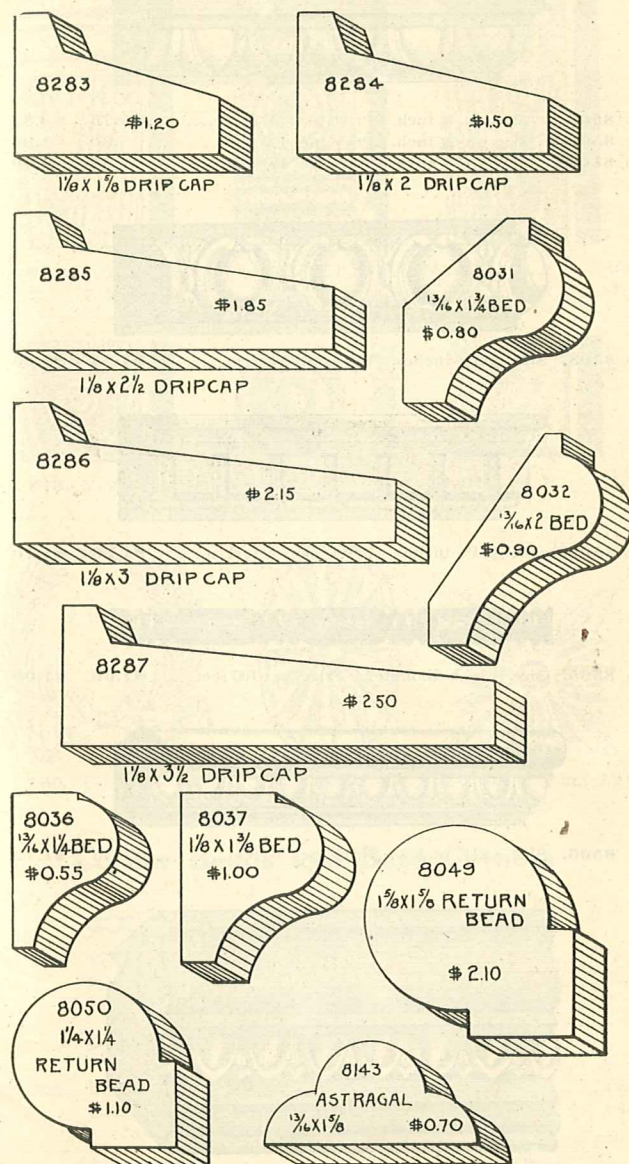 8283
$1.20
1⅛ X 1⅝ DRIP CAP
8284
$1.50
1⅛ X 2 DRIP CAP
8285
$1.85
1⅛ X 2½ DRIP CAP
8031
13/16 X 1¾ BED
$0.80
8286
$2.15
1⅛ X 3 DRIP CAP
8032
13/16 X 2 BED
$0.90
8287
$2.50
1⅛ X 3½ DRIP CAP
8036
13/16 X 1¼ BED
$0.55
8037
1⅛ X 1⅜ BED
$1.00
8049
1⅝ X 1⅝ RETURN
BEAD
$2.10
8050
1¼ X 1¼
RETURN
BEAD
$1.10
8143
ASTRAGAL
13/16 X 1⅝ $0.70